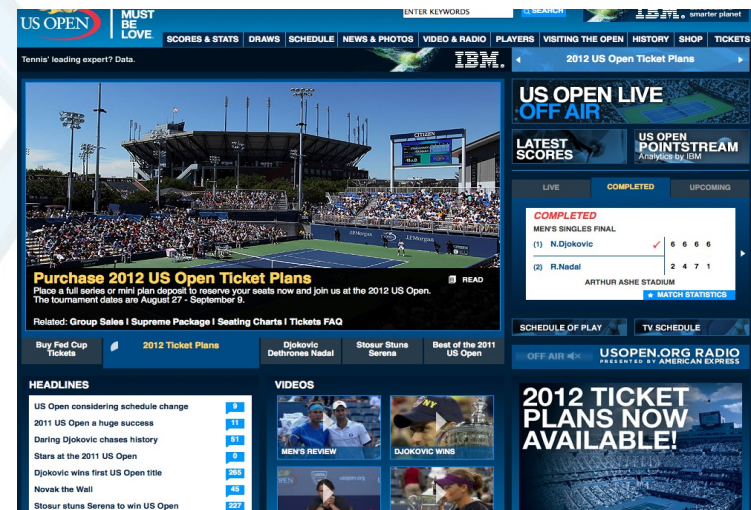 US OPEN
MUST
BE
LOVE
ENTER KEYWORDS
SEARCH
IBM.
smarter planet
SCORES & STATS DRAWS SCHEDULE NEWS & PHOTOS VIDEO & RADIO PLAYERS VISITING THE OPEN HISTORY SHOP TICKETS
Tennis' leading expert? Data.
IBM.
2012 US Open Ticket Plans
CITIZEN
J.P.Morgan
J.P.Morgan
Purchase 2012 US Open Ticket Plans
READ
Place a full series or mini plan deposit to reserve your seats now and join us at the 2012 US Open.
The tournament dates are August 27 - September 9.
Related: Group Sales I Supreme Package I Seating Charts I Tickets FAQ
Buy Fed Cup
Tickets
2012 Ticket Plans
Djokovic
Dethrones Nadal
Stosur Stuns
Serena
Best of the 2011
US Open
US OPEN LIVE
OFF AIR
LATEST
SCORES
US OPEN
POINTSTREAM
Analytics by IBM
LIVE COMPLETED UPCOMING
COMPLETED
MEN'S SINGLES FINAL
(1) N.Djokovic ✓ 6 6 6 6
(2) R.Nadal 2 4 7 1
ARTHUR ASHE STADIUM
★ MATCH STATISTICS
SCHEDULE OF PLAY
TV SCHEDULE
OFF AIR
USOPEN.ORG RADIO
PRESENTED BY AMERICAN EXPRESS
HEADLINES
US Open considering schedule change 9
2011 US Open a huge success 11
Daring Djokovic chases history 51
Stars at the 2011 US Open 0
Djokovic wins first US Open title 265
Novak the Wall 45
Stosur stuns Serena to win US Open 227
VIDEOS
MEN'S REVIEW
NY
DJOKOVIC WINS
2012 TICKET
PLANS NOW
AVAILABLE!